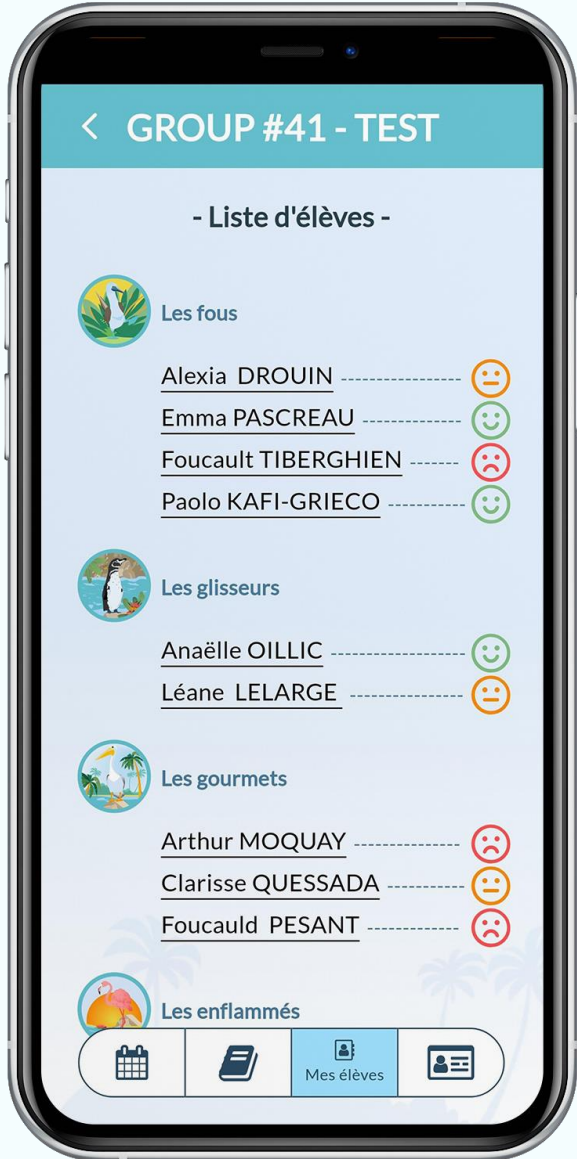 GROUP #41 - TEST
- Liste d'élèves -
Les fous
Alexia DROUIN
Emma PASCREAU
Foucault TIBERGHIEN
Paolo KAFI-GRIECO
Les glisseurs
Anaëlle OILLIC
Léane LELARGE
Les gourmets
Arthur MOQUAY
Clarisse QUESSADA
Foucauld PESANT
Les enflammés
Mes élèves